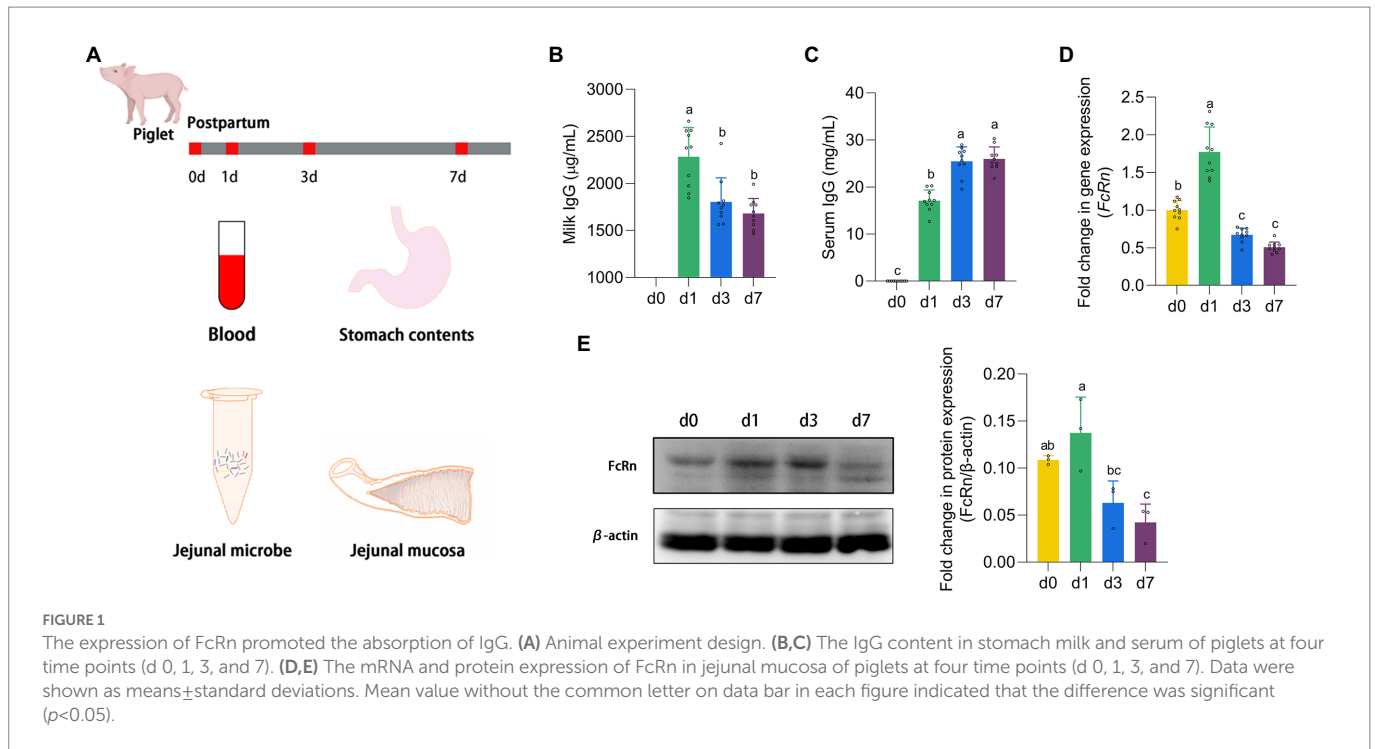 A
Piglet
Postpartum
0d 1d 3d 7d
Blood
Stomach contents
Jejunal microbe
Jejunal mucosa
B
Milk IgG (µg/mL)
3000
2500
2000
1500
1000
a
b
b
d0 d1 d3 d7
C
Serum IgG (mg/mL)
40
30
20
10
0
c
b
a
a
d0 d1 d3 d7
D
Fold change in gene expression
(FcRn)
2.5
2.0
1.5
1.0
0.5
0.0
b
a
c
c
d0 d1 d3 d7
E
d0 d1 d3 d7
FcRn
β-actin
Fold change in protein expression
(FcRn/β-actin)
0.20
0.15
0.10
0.05
0.00
ab
a
bc
c
d0 d1 d3 d7
FIGURE 1
The expression of FcRn promoted the absorption of IgG. (A) Animal experiment design. (B,C) The IgG content in stomach milk and serum of piglets at four
time points (d 0, 1, 3, and 7). (D,E) The mRNA and protein expression of FcRn in jejunal mucosa of piglets at four time points (d 0, 1, 3, and 7). Data were
shown as means±standard deviations. Mean value without the common letter on data bar in each figure indicated that the difference was significant
(p<0.05).